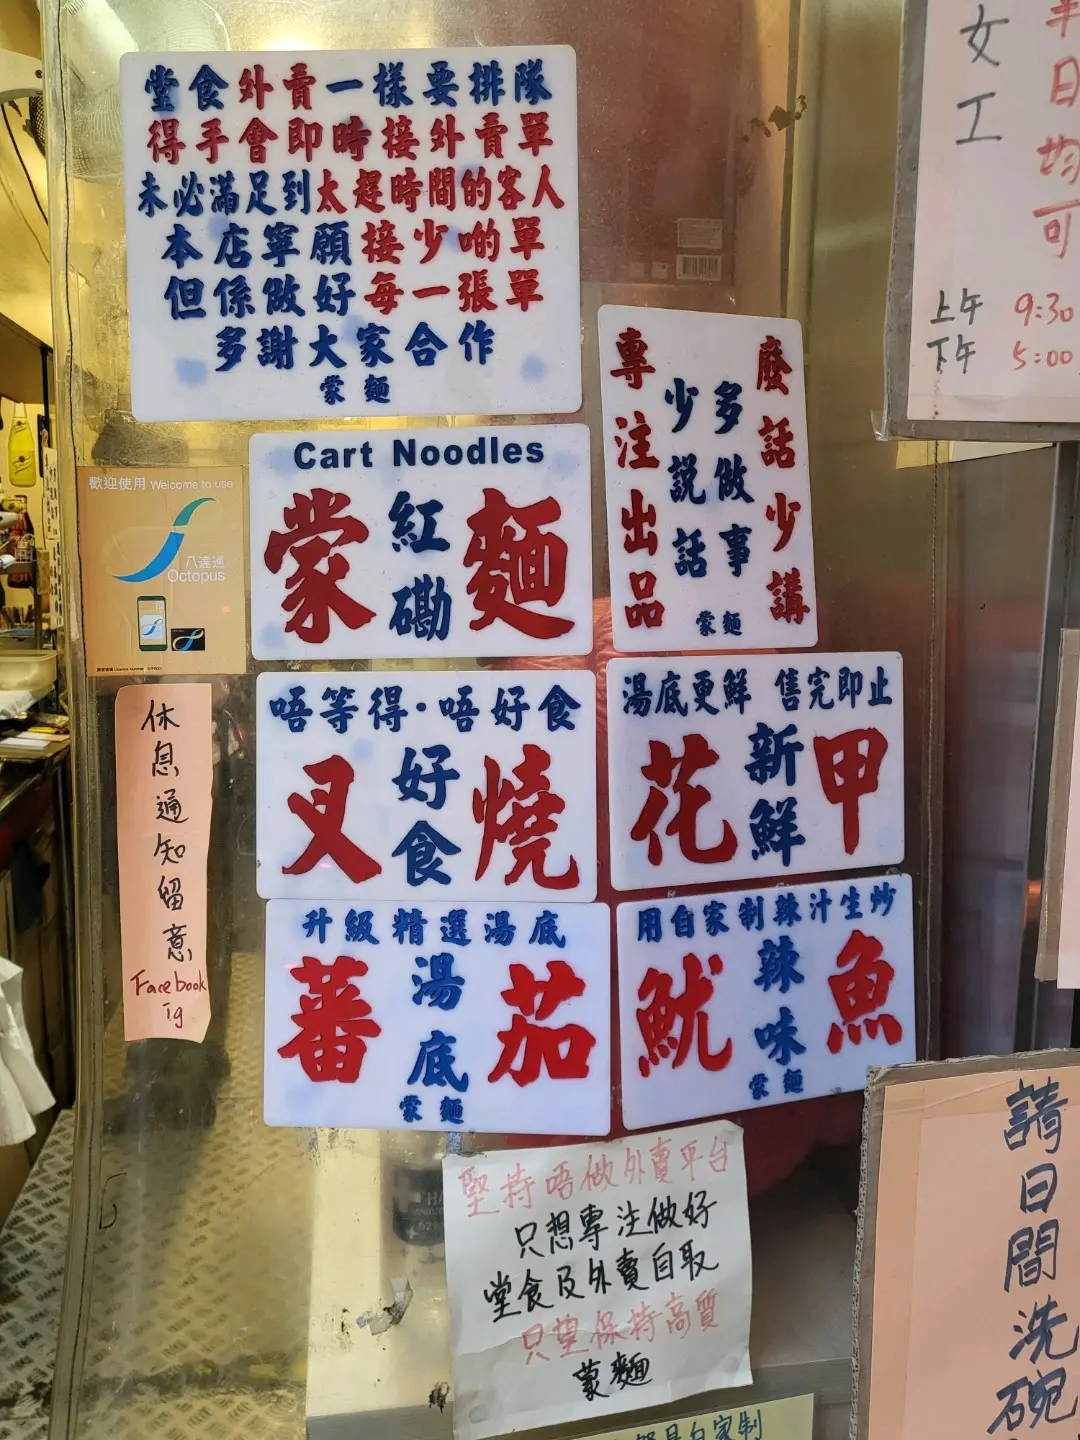 堂食外賣一樣要排隊
得手會即時接外賣單
未必滿足到太趕時間的客人
本店寧願接少啲單
但係做好每一張單
多謝大家合作
蒙麵
Cart Noodles
蒙麵
紅磡
歡迎使用 Welcome to use
八達通
Octopus
休息通知留意
Facebook
ig
廢話少講
多做事
少說話
專注出品
蒙麵
唔等得·唔好食
叉燒
好食
湯底更鮮 售完即止
花甲
新鮮
升級精選湯底
蕃茄
湯底
蒙麵
用自家制辣汁生炒
魷魚
辣味
蒙麵
堅持唔做外賣平台
只想專注做好
堂食及外賣自取
只望保持高質
蒙麵
女工
日均可
上午 9:30
下午 5:00
請日間洗碗
自家制